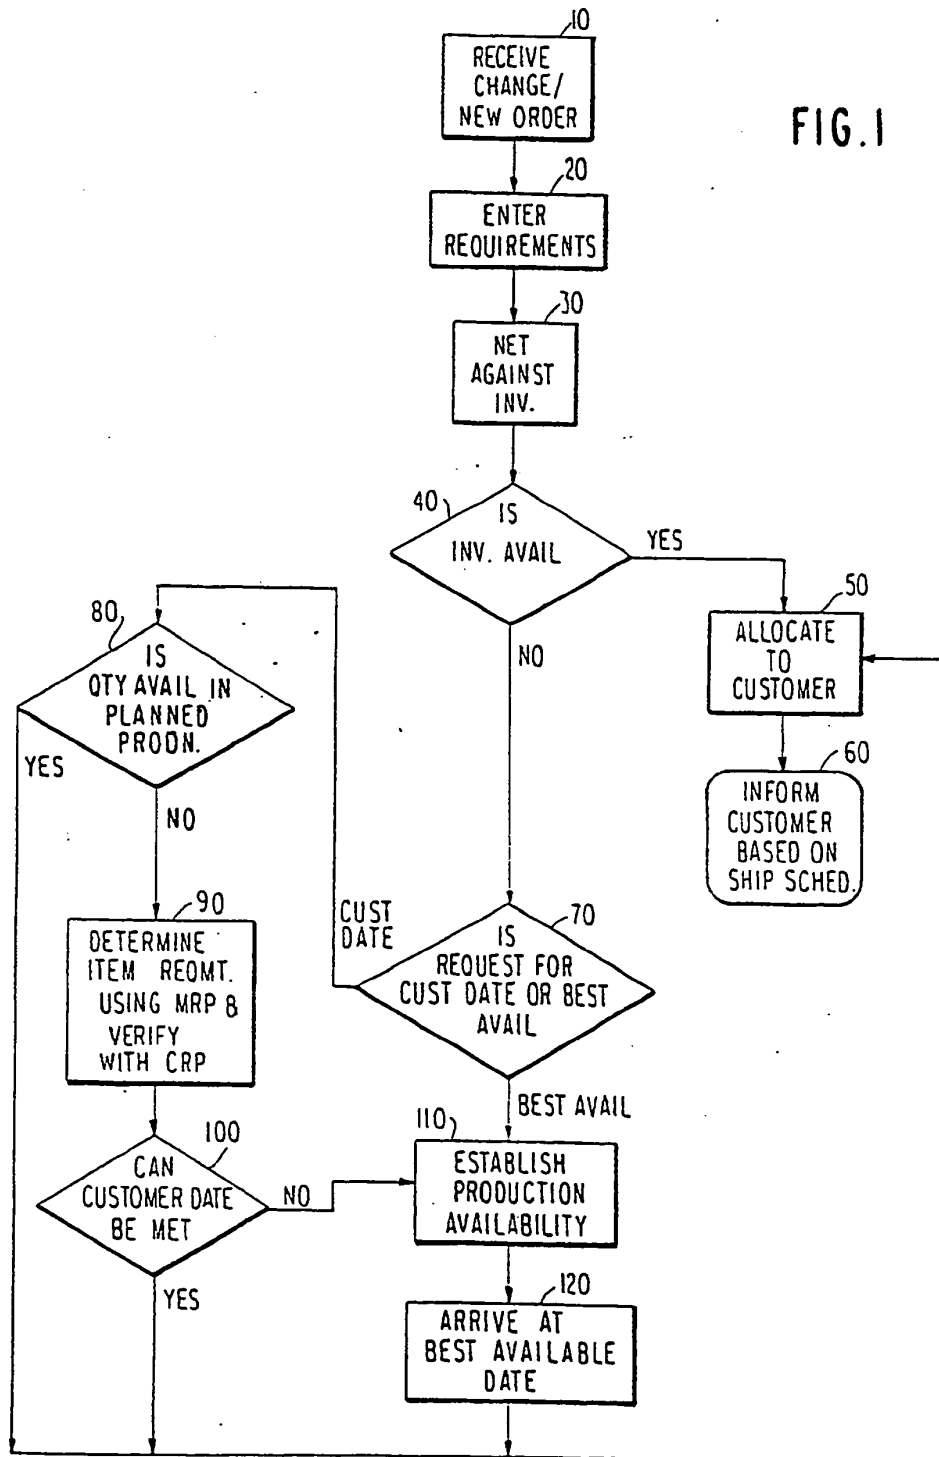 10
RECEIVE
CHANGE/
NEW ORDER
FIG.1
20
ENTER
REQUIREMENTS
30
NET
AGAINST
INV.
40
IS
INV. AVAIL
YES
NO
50
ALLOCATE
TO
CUSTOMER
60
INFORM
CUSTOMER
BASED ON
SHIP SCHED.
80
IS
QTY AVAIL IN
PLANNED
PRODN.
YES
NO
90
DETERMINE
ITEM REQMT.
USING MRP &
VERIFY
WITH CRP
CUST
DATE
70
IS
REQUEST FOR
CUST DATE OR BEST
AVAIL
BEST AVAIL
100
CAN
CUSTOMER DATE
BE MET
NO
YES
110
ESTABLISH
PRODUCTION
AVAILABILITY
120
ARRIVE AT
BEST AVAILABLE
DATE